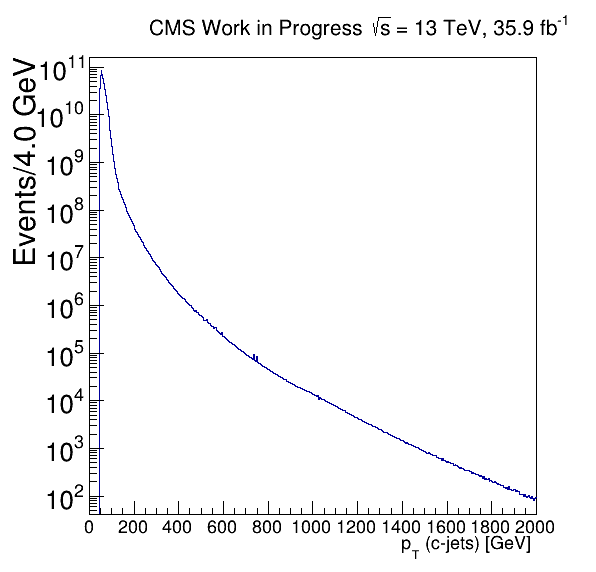 CMS Work in Progress √s = 13 TeV, 35.9 fb⁻¹
Events/4.0 GeV
10¹¹
10¹⁰
10⁹
10⁸
10⁷
10⁶
10⁵
10⁴
10³
10²
0 200 400 600 800 1000 1200 1400 1600 1800 2000
p_T (c-jets) [GeV]